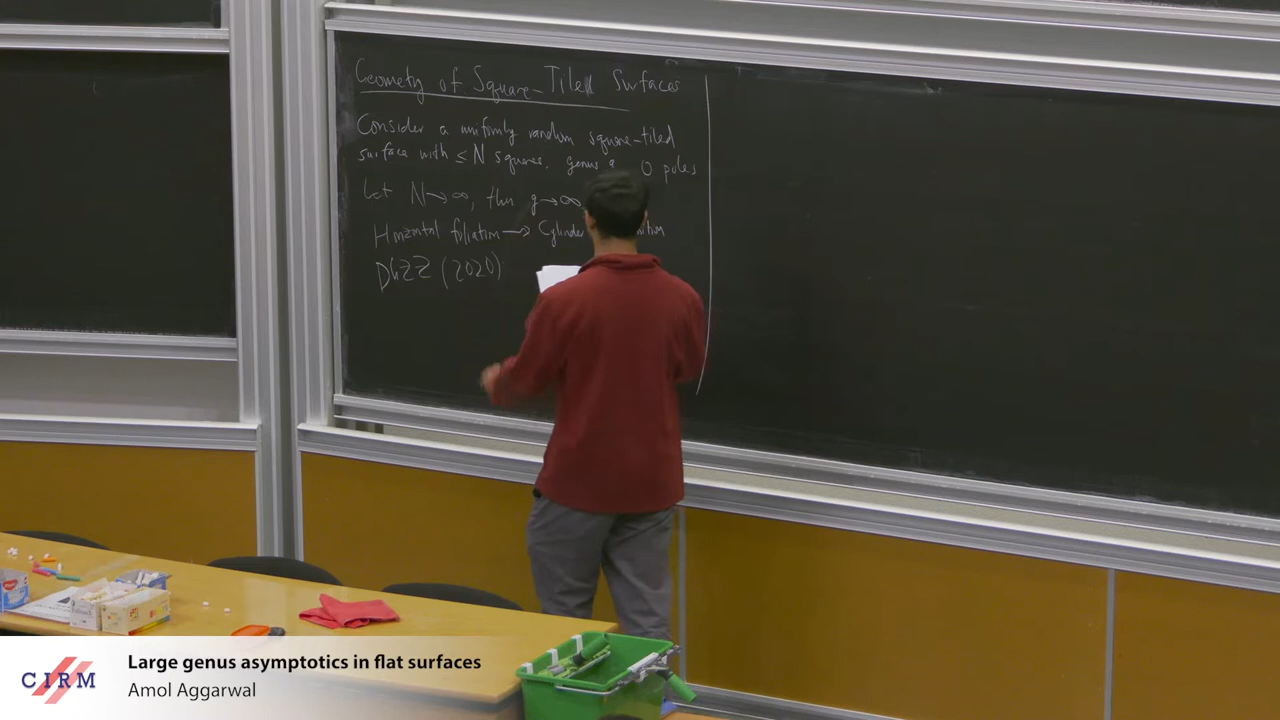 Geometry of Square-Tiled Surfaces
Consider a uniformly random square-tiled
surface with ≤ N squares. genus g 0 poles
Let N→∞, then g→∞
Horizontal foliation → Cylinder
DGZZ (2020)
CIRM
Large genus asymptotics in flat surfaces
Amol Aggarwal